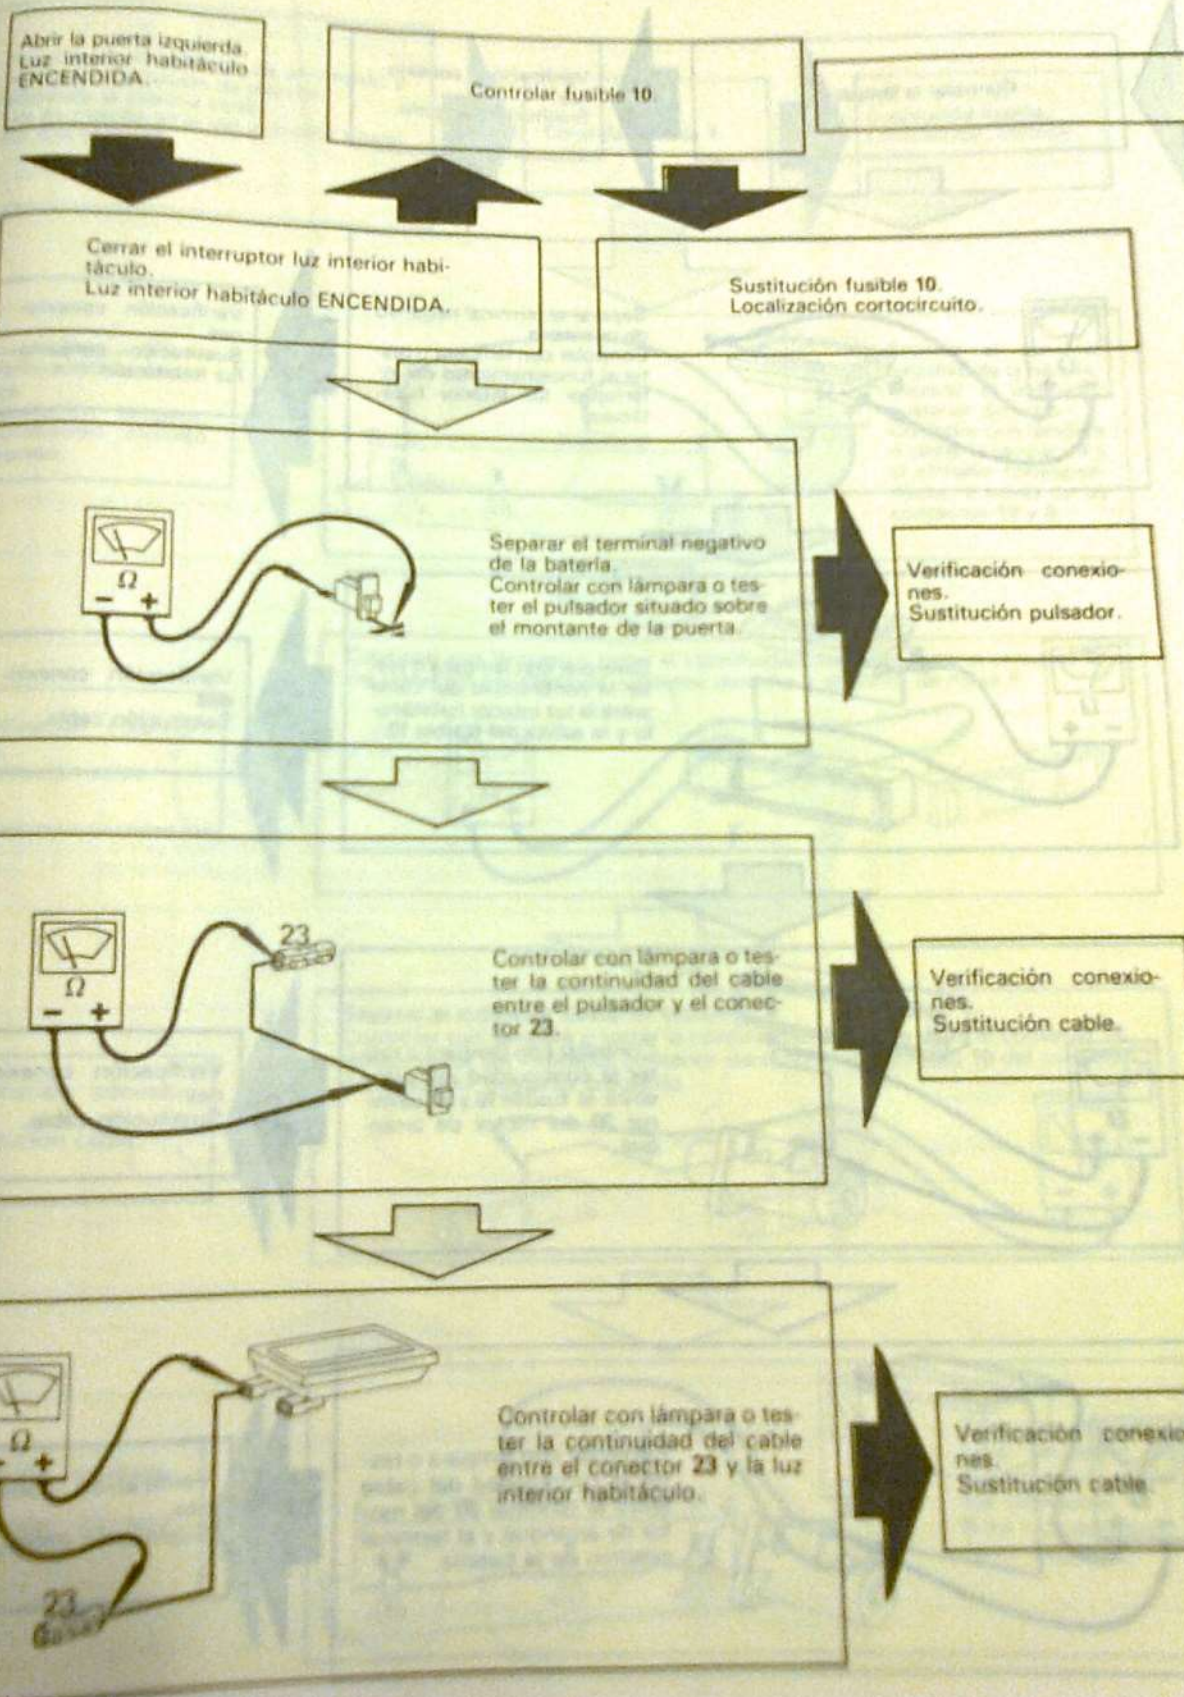 Abrir la puerta izquierda.
Luz interior habitáculo
ENCENDIDA.
Controlar fusible 10.
Cerrar el interruptor luz interior habi-
táculo.
Luz interior habitáculo ENCENDIDA.
Sustitución fusible 10.
Localización cortocircuito.
Ω
- +
Separar el terminal negativo
de la batería.
Controlar con lámpara o tes-
ter el pulsador situado sobre
el montante de la puerta.
Verificación conexio-
nes.
Sustitución pulsador.
Ω
- +
23
Controlar con lámpara o tes-
ter la continuidad del cable
entre el pulsador y el conec-
tor 23.
Verificación conexio-
nes.
Sustitución cable.
Ω
- +
23
Controlar con lámpara o tes-
ter la continuidad del cable
entre el conector 23 y la luz
interior habitáculo.
Verificación conexio
nes.
Sustitución cable.